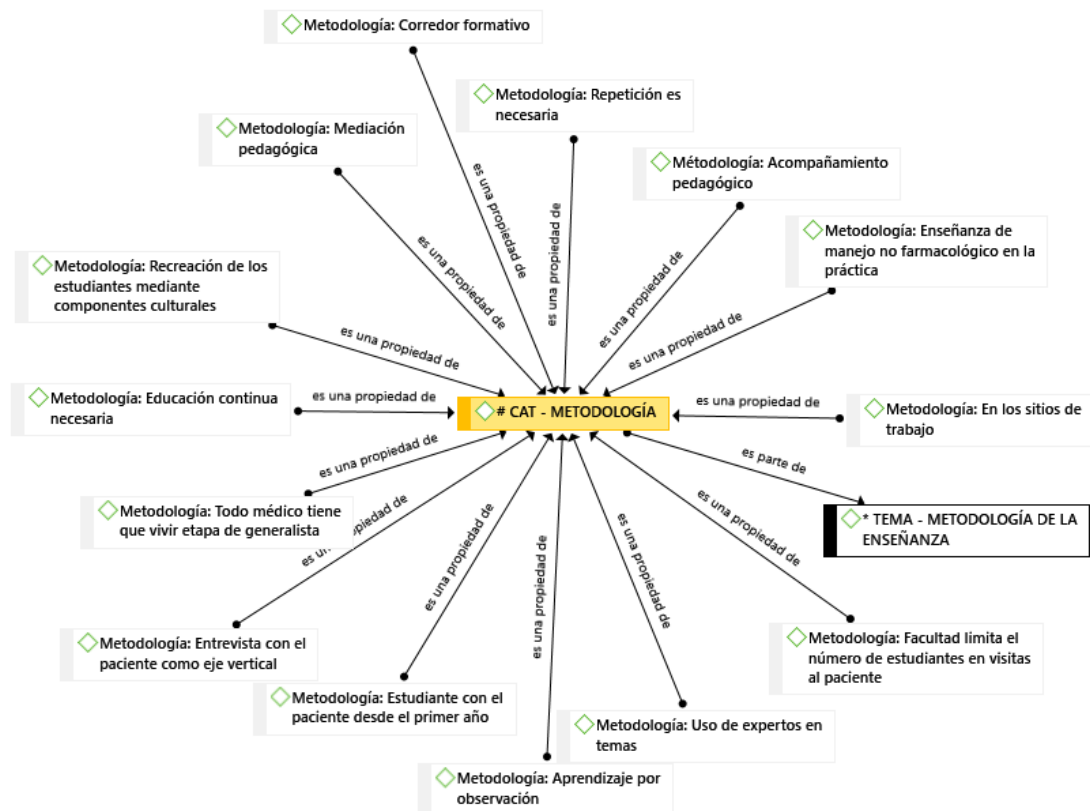 Metodología: Corredor formativo
Metodología: Repetición es
necesaria
Metodología: Mediación
pedagógica
Métodología: Acompañamiento
pedagógico
Metodología: Enseñanza de
manejo no farmacológico en la
práctica
Metodología: Recreación de los
estudiantes mediante
componentes culturales
es una propiedad de
es una propiedad de
es una propiedad de
es una propiedad de
es una propiedad de
es una propiedad de
Metodología: Educación continua
necesaria
es una propiedad de
# CAT - METODOLOGÍA
es una propiedad de
Metodología: En los sitios de
trabajo
es una propiedad de
es parte de
Metodología: Todo médico tiene
que vivir etapa de generalista
* TEMA - METODOLOGÍA DE LA
ENSEÑANZA
es una propiedad de
es una propiedad de
es una propiedad de
es una propiedad de
es una propiedad de
Metodología: Entrevista con el
paciente como eje vertical
Metodología: Facultad limita el
número de estudiantes en visitas
al paciente
Metodología: Estudiante con el
paciente desde el primer año
Metodología: Uso de expertos en
temas
Metodología: Aprendizaje por
observación